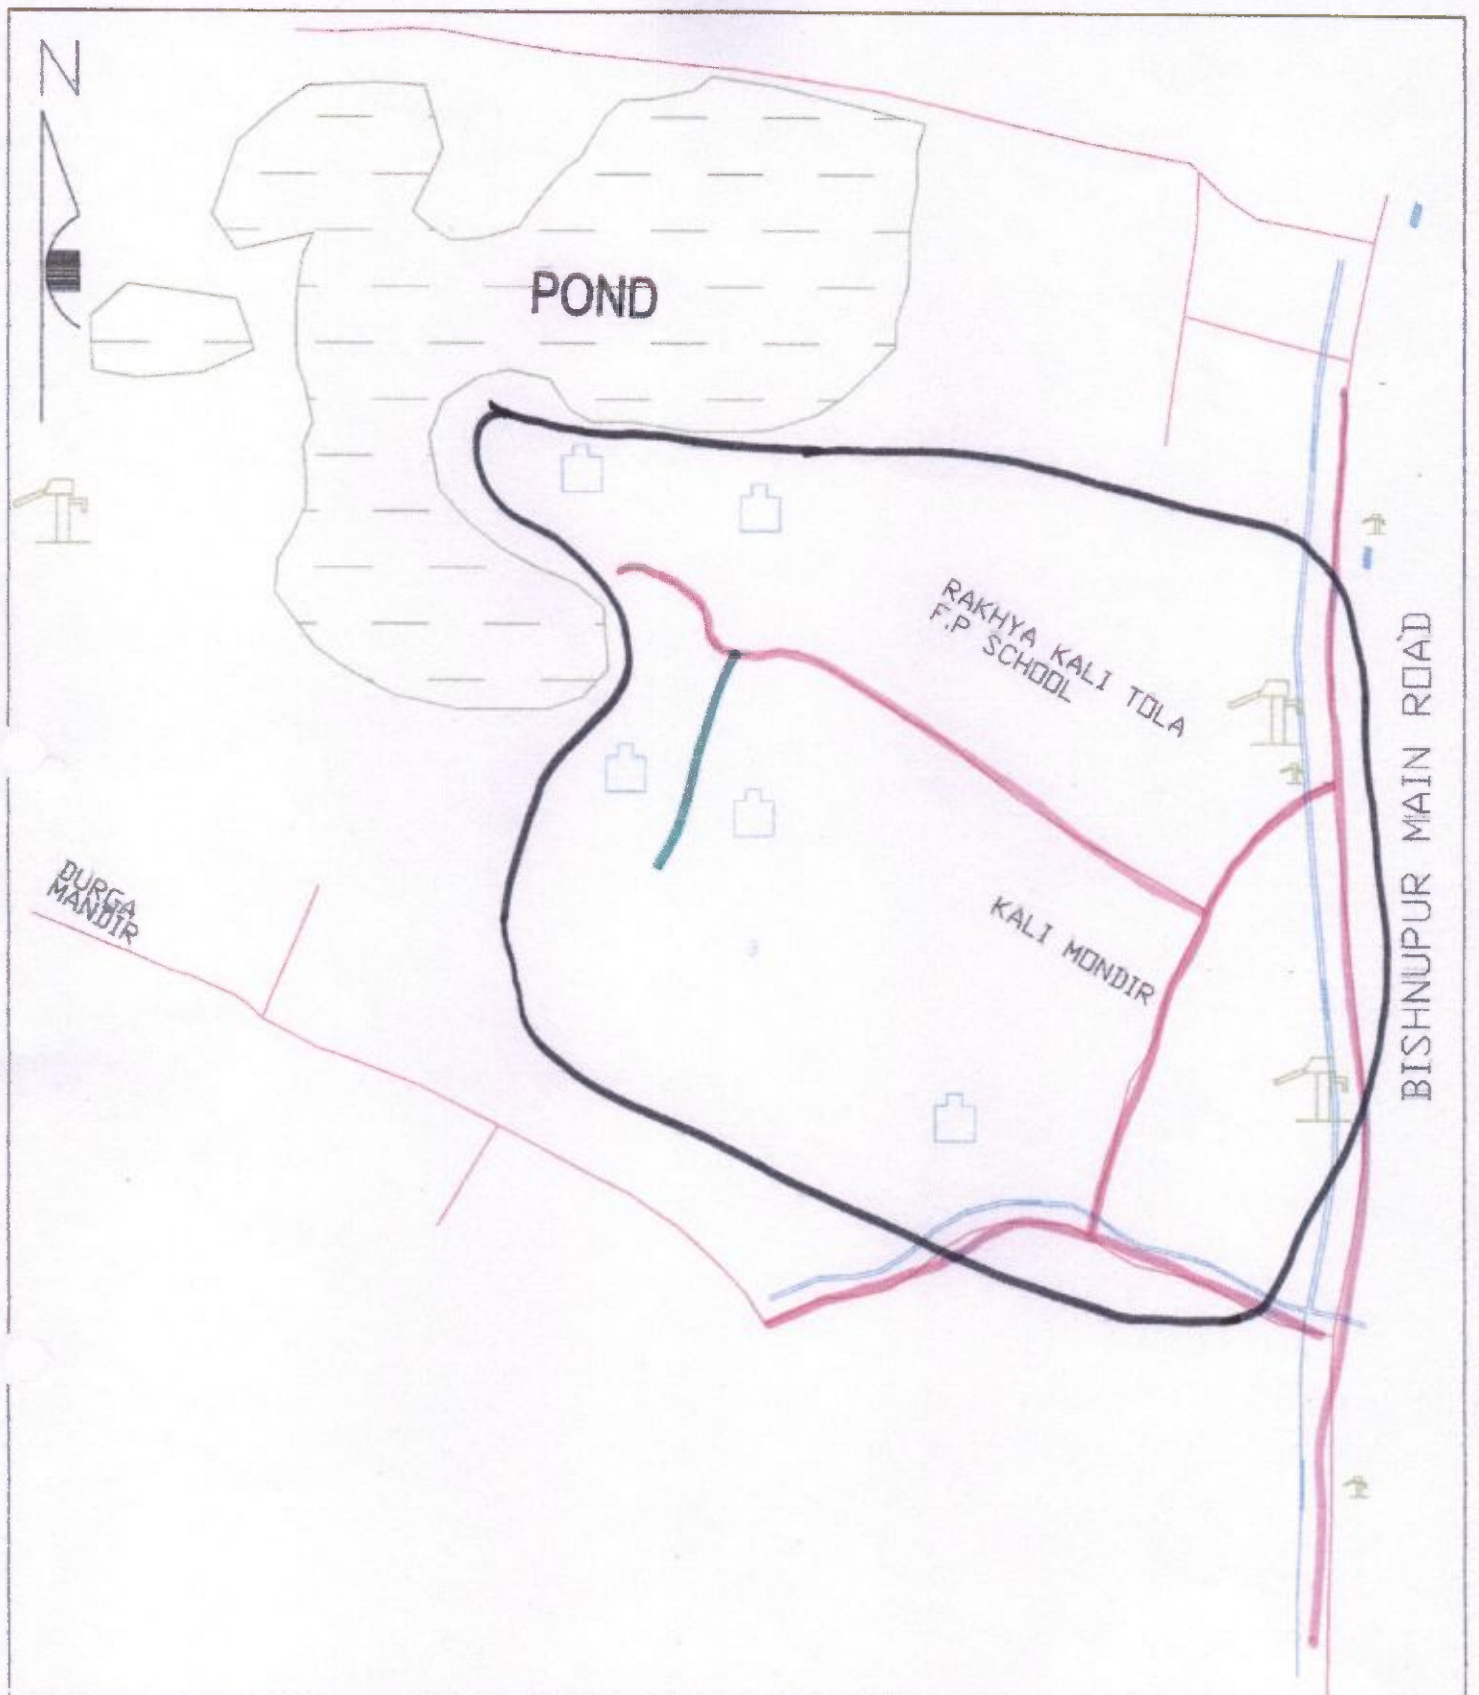 N
POND
RAKHYA KALI TOLA
F.P SCHOOL
BISHNUPUR MAIN ROAD
DURGA
MANDIR
KALI MONDIR